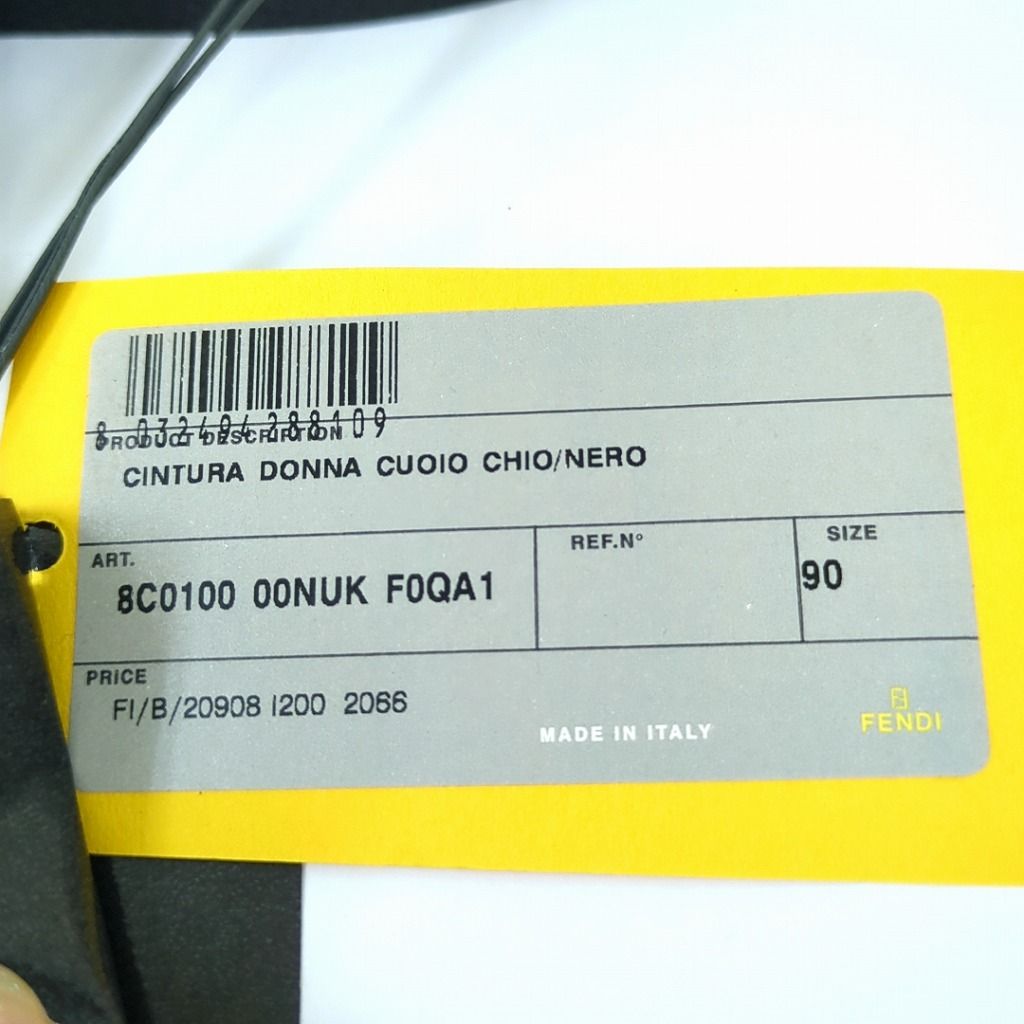 8 032494 288109
PRODUCT DESCRIPTION
CINTURA DONNA CUOIO CHIO/NERO
ART.
8C0100 00NUK F0QA1
REF.N°
SIZE
90
PRICE
FI/B/20908 I200 2066
MADE IN ITALY
FENDI